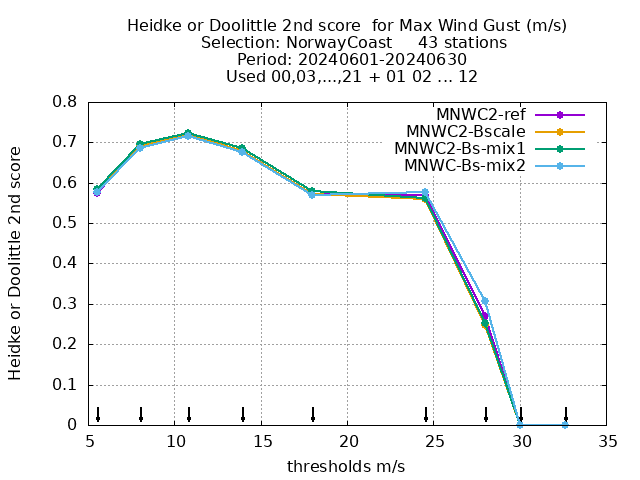 Heidke or Doolittle 2nd score  for Max Wind Gust (m/s)
Selection: NorwayCoast     43 stations
Period: 20240601-20240630
Used 00,03,...,21 + 01 02 ... 12
MNWC2-ref
MNWC2-Bscale
MNWC2-Bs-mix1
MNWC-Bs-mix2
Heidke or Doolittle 2nd score
0.8
0.7
0.6
0.5
0.4
0.3
0.2
0.1
0
5 10 15 20 25 30 35
thresholds m/s